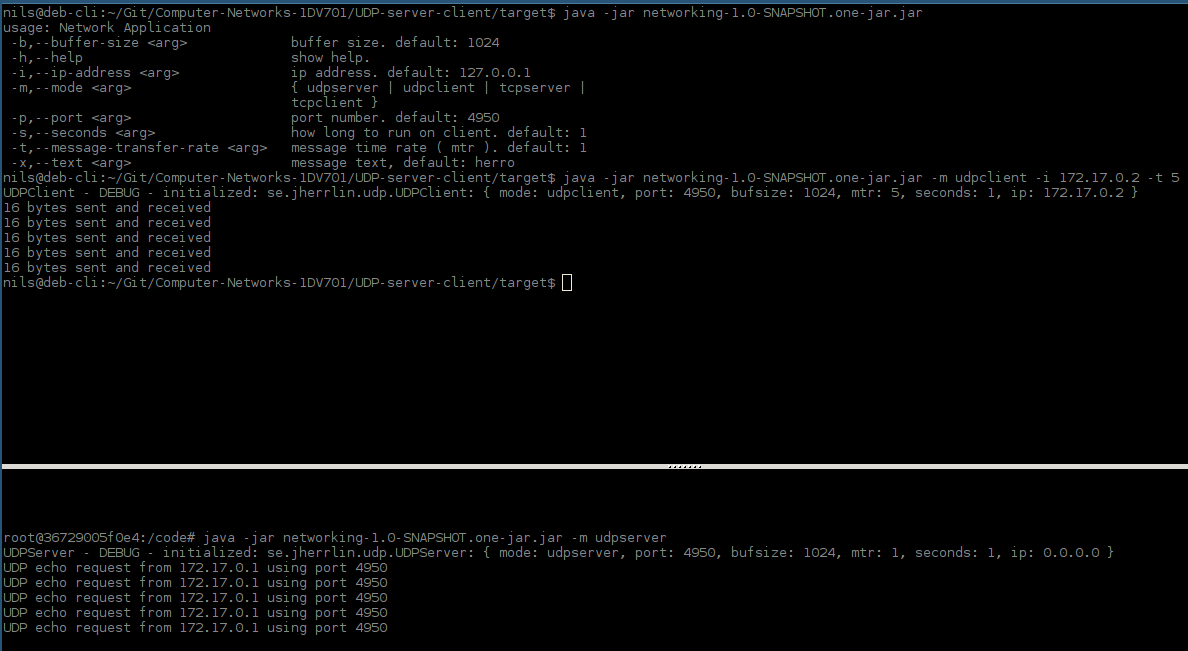 nils@deb-cli:~/Git/Computer-Networks-1DV701/UDP-server-client/target$ java -jar networking-1.0-SNAPSHOT.one-jar.jar
usage: Network Application
-b,--buffer-size <arg> buffer size. default: 1024
-h,--help show help.
-i,--ip-address <arg> ip address. default: 127.0.0.1
-m,--mode <arg> { udpserver | udpclient | tcpserver |
tcpclient }
-p,--port <arg> port number. default: 4950
-s,--seconds <arg> how long to run on client. default: 1
-t,--message-transfer-rate <arg> message time rate ( mtr ). default: 1
-x,--text <arg> message text, default: herro
nils@deb-cli:~/Git/Computer-Networks-1DV701/UDP-server-client/target$ java -jar networking-1.0-SNAPSHOT.one-jar.jar -m udpclient -i 172.17.0.2 -t 5
UDPClient - DEBUG - initialized: se.jherrlin.udp.UDPClient: { mode: udpclient, port: 4950, bufsize: 1024, mtr: 5, seconds: 1, ip: 172.17.0.2 }
16 bytes sent and received
16 bytes sent and received
16 bytes sent and received
16 bytes sent and received
16 bytes sent and received
nils@deb-cli:~/Git/Computer-Networks-1DV701/UDP-server-client/target$
root@36729005f0e4:/code# java -jar networking-1.0-SNAPSHOT.one-jar.jar -m udpserver
UDPServer - DEBUG - initialized: se.jherrlin.udp.UDPServer: { mode: udpserver, port: 4950, bufsize: 1024, mtr: 1, seconds: 1, ip: 0.0.0.0 }
UDP echo request from 172.17.0.1 using port 4950
UDP echo request from 172.17.0.1 using port 4950
UDP echo request from 172.17.0.1 using port 4950
UDP echo request from 172.17.0.1 using port 4950
UDP echo request from 172.17.0.1 using port 4950